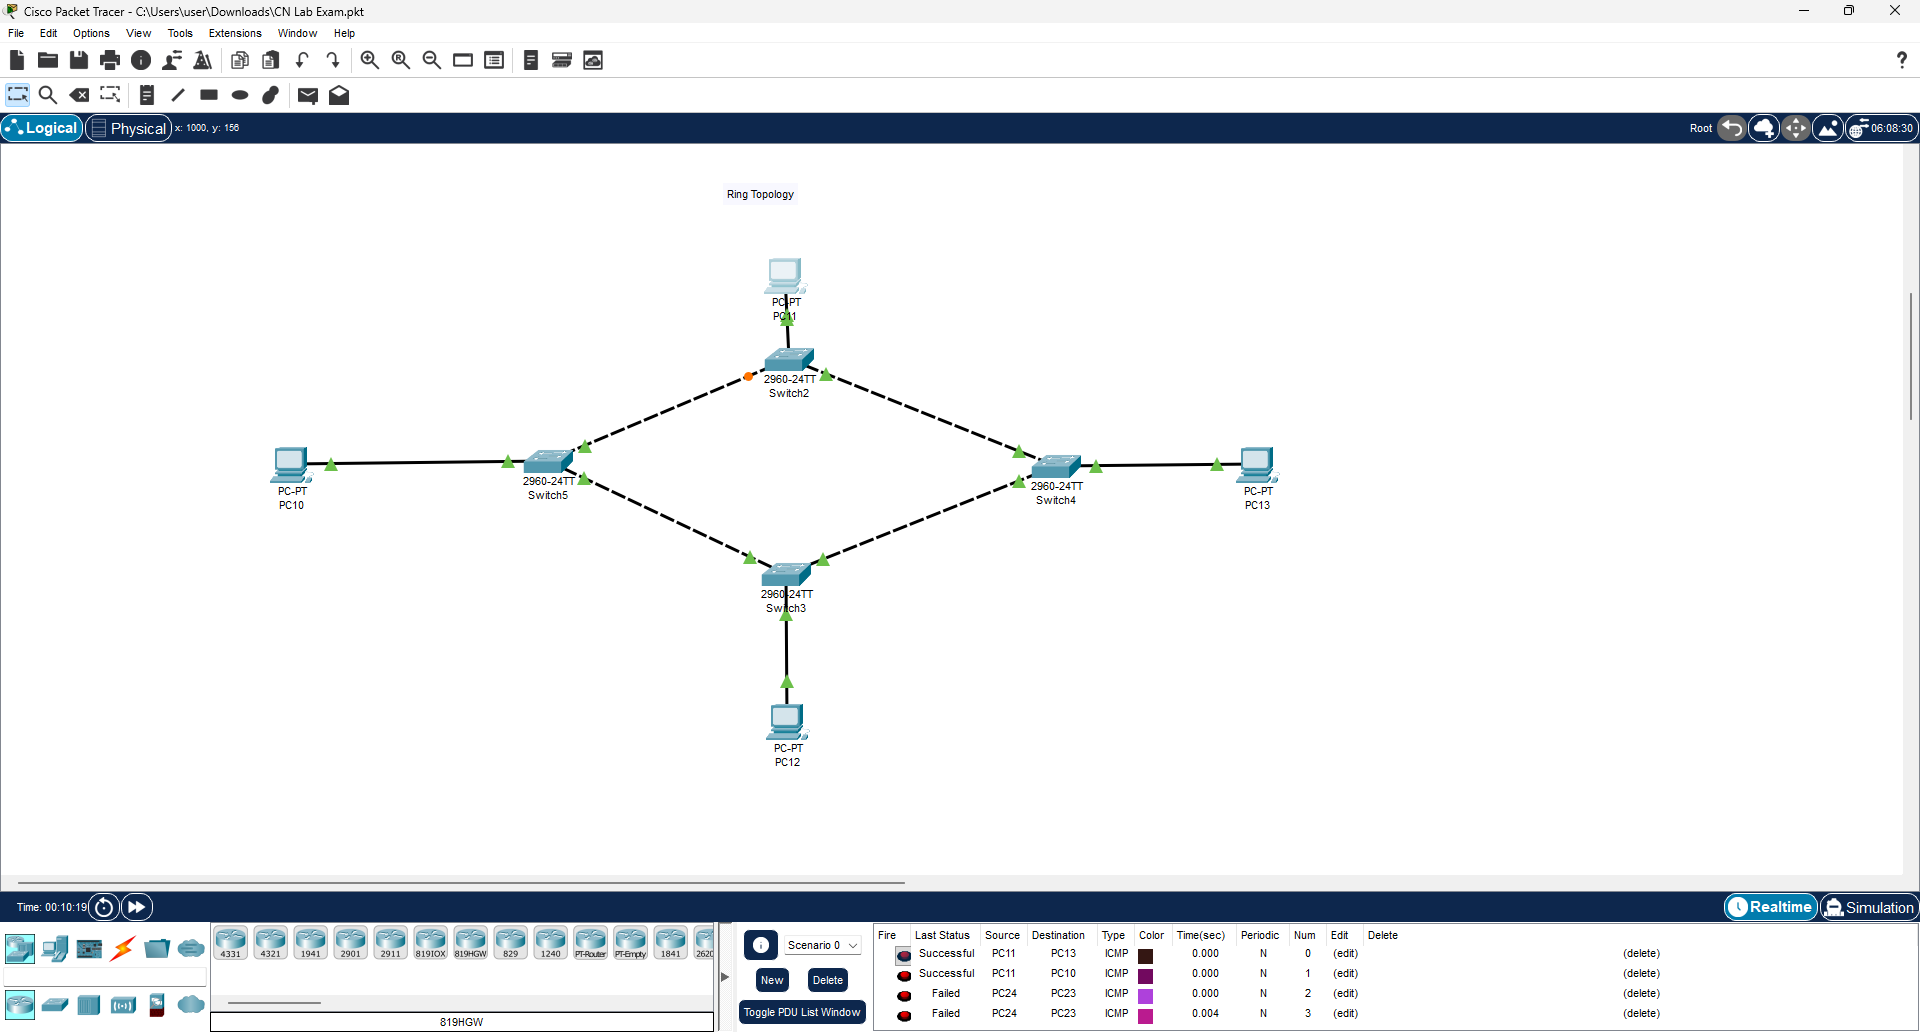 Cisco Packet Tracer - C:\Users\user\Downloads\CN Lab Exam.pkt
File Edit Options View Tools Extensions Window Help
Logical Physical x: 1000, y: 156 Root 06:08:30
Ring Topology
PC-PT
PC11
2960-24TT
Switch2
PC-PT
PC10
2960-24TT
Switch5
2960-24TT
Switch4
PC-PT
PC13
2960-24TT
Switch3
PC-PT
PC12
Time: 00:10:19 Realtime Simulation
4331 4321 1941 2901 2911 819IOX 819HGW 829 1240 PT-Router PT-Empty 1841 2620
819HGW
Scenario 0
New Delete
Toggle PDU List Window
Fire Last Status Source Destination Type Color Time(sec) Periodic Num Edit Delete
Successful PC11 PC13 ICMP 0.000 N 0 (edit) (delete)
Successful PC11 PC10 ICMP 0.000 N 1 (edit) (delete)
Failed PC24 PC23 ICMP 0.000 N 2 (edit) (delete)
Failed PC24 PC23 ICMP 0.004 N 3 (edit) (delete)